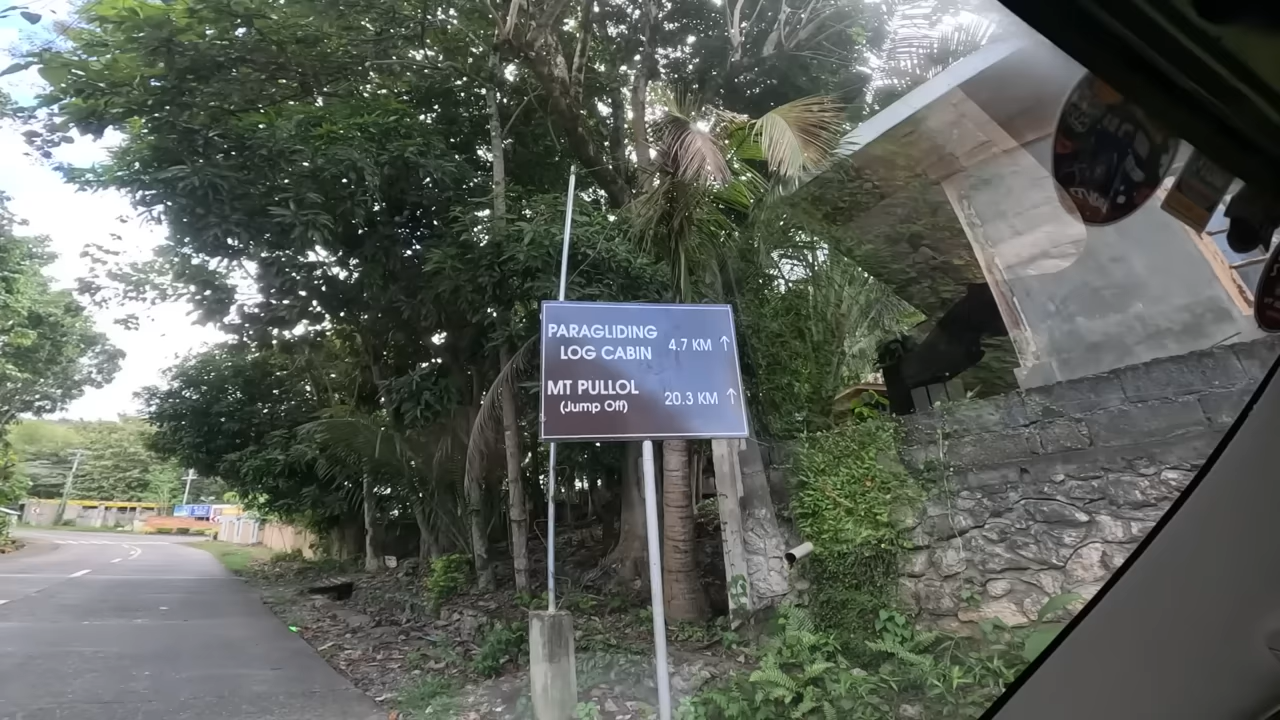 PARAGLIDING
LOG CABIN 4.7 KM ↑
MT PULLOL
(Jump Off) 20.3 KM ↑